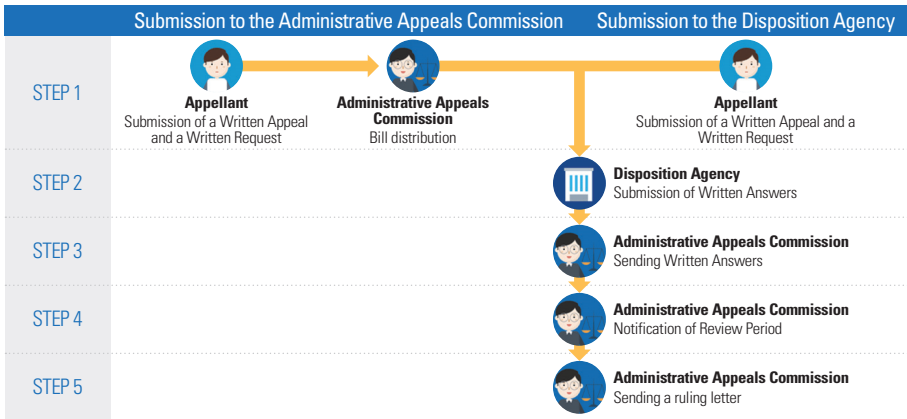 Submission to the Administrative Appeals Commission
Submission to the Disposition Agency
STEP 1
Appellant
Submission of a Written Appeal
and a Written Request
Administrative Appeals
Commission
Bill distribution
Appellant
Submission of a Written Appeal and a
Written Request
STEP 2
Disposition Agency
Submission of Written Answers
STEP 3
Administrative Appeals Commission
Sending Written Answers
STEP 4
Administrative Appeals Commission
Notification of Review Period
STEP 5
Administrative Appeals Commission
Sending a ruling letter